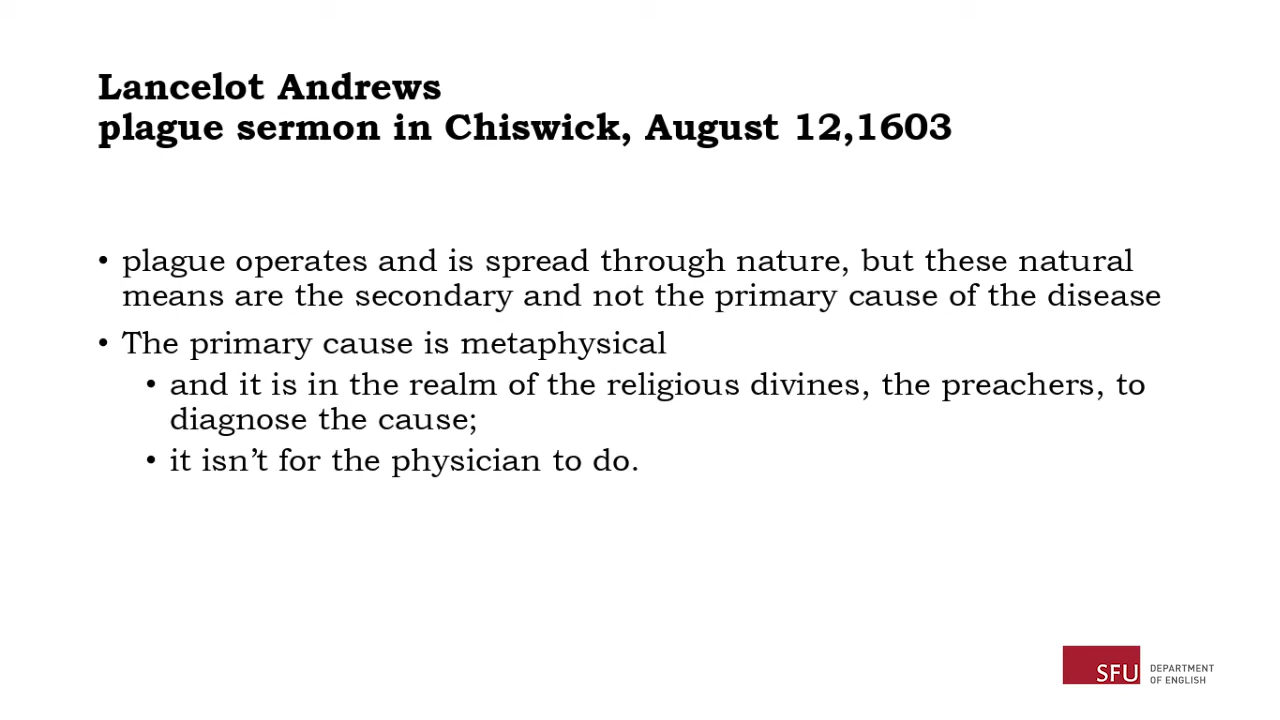 Lancelot Andrews
plague sermon in Chiswick, August 12,1603
• plague operates and is spread through nature, but these natural
means are the secondary and not the primary cause of the disease
• The primary cause is metaphysical
• and it is in the realm of the religious divines, the preachers, to
diagnose the cause;
• it isn’t for the physician to do.
SFU
DEPARTMENT
OF ENGLISH